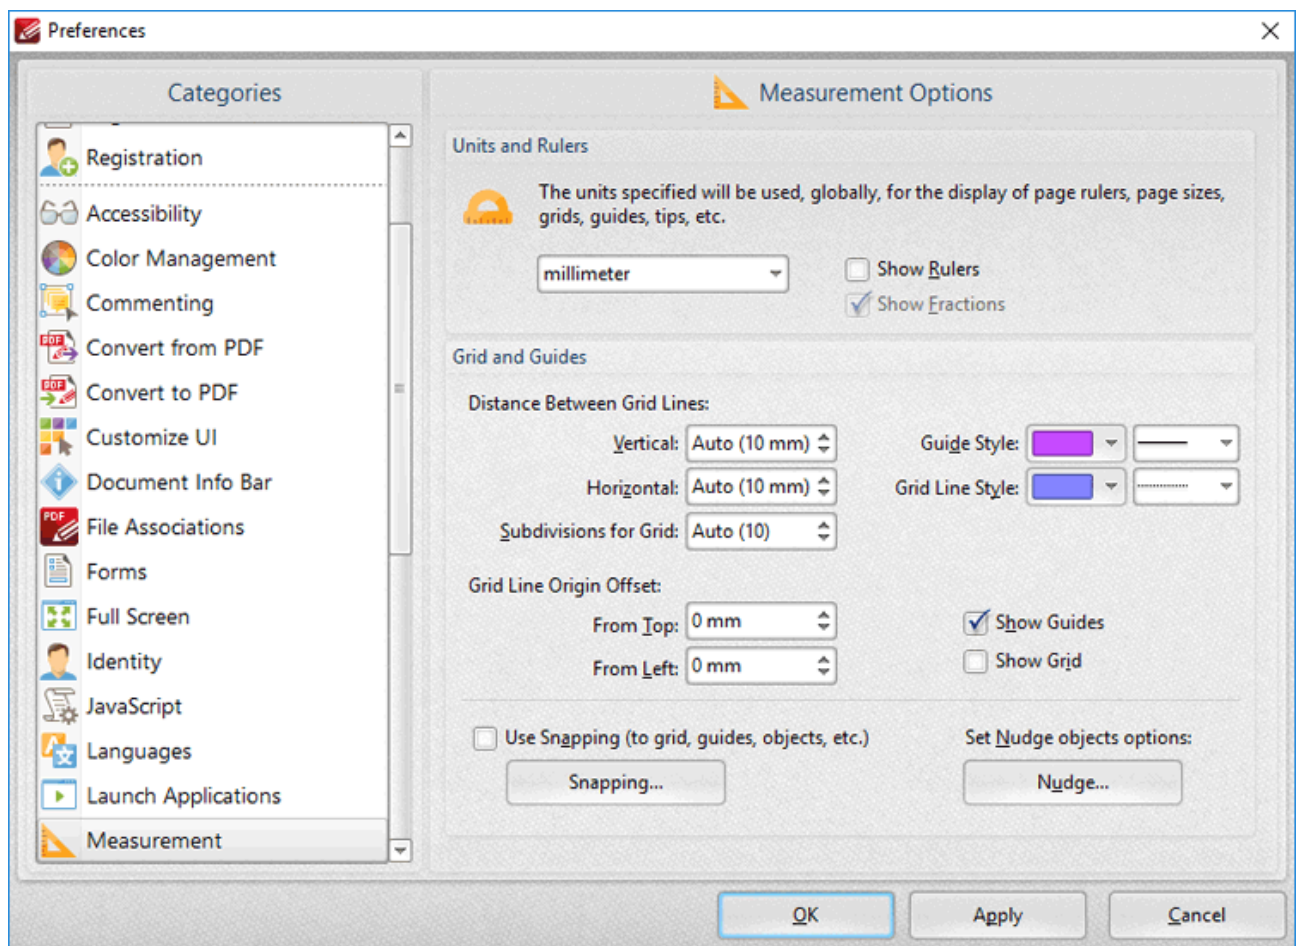 Preferences
Categories
Registration
Accessibility
Color Management
Commenting
PDF
Convert from PDF
PDF
Convert to PDF
Customize UI
Document Info Bar
PDF
File Associations
Forms
Full Screen
Identity
JavaScript
Languages
Launch Applications
Measurement
Measurement Options
Units and Rulers
The units specified will be used, globally, for the display of page rulers, page sizes,
grids, guides, tips, etc.
millimeter
Show Rulers
Show Fractions
Grid and Guides
Distance Between Grid Lines:
Vertical: Auto (10 mm)
Guide Style:
Horizontal: Auto (10 mm)
Grid Line Style:
Subdivisions for Grid: Auto (10)
Grid Line Origin Offset:
From Top: 0 mm
Show Guides
From Left: 0 mm
Show Grid
Use Snapping (to grid, guides, objects, etc.)
Set Nudge objects options:
Snapping...
Nudge...
OK
Apply
Cancel